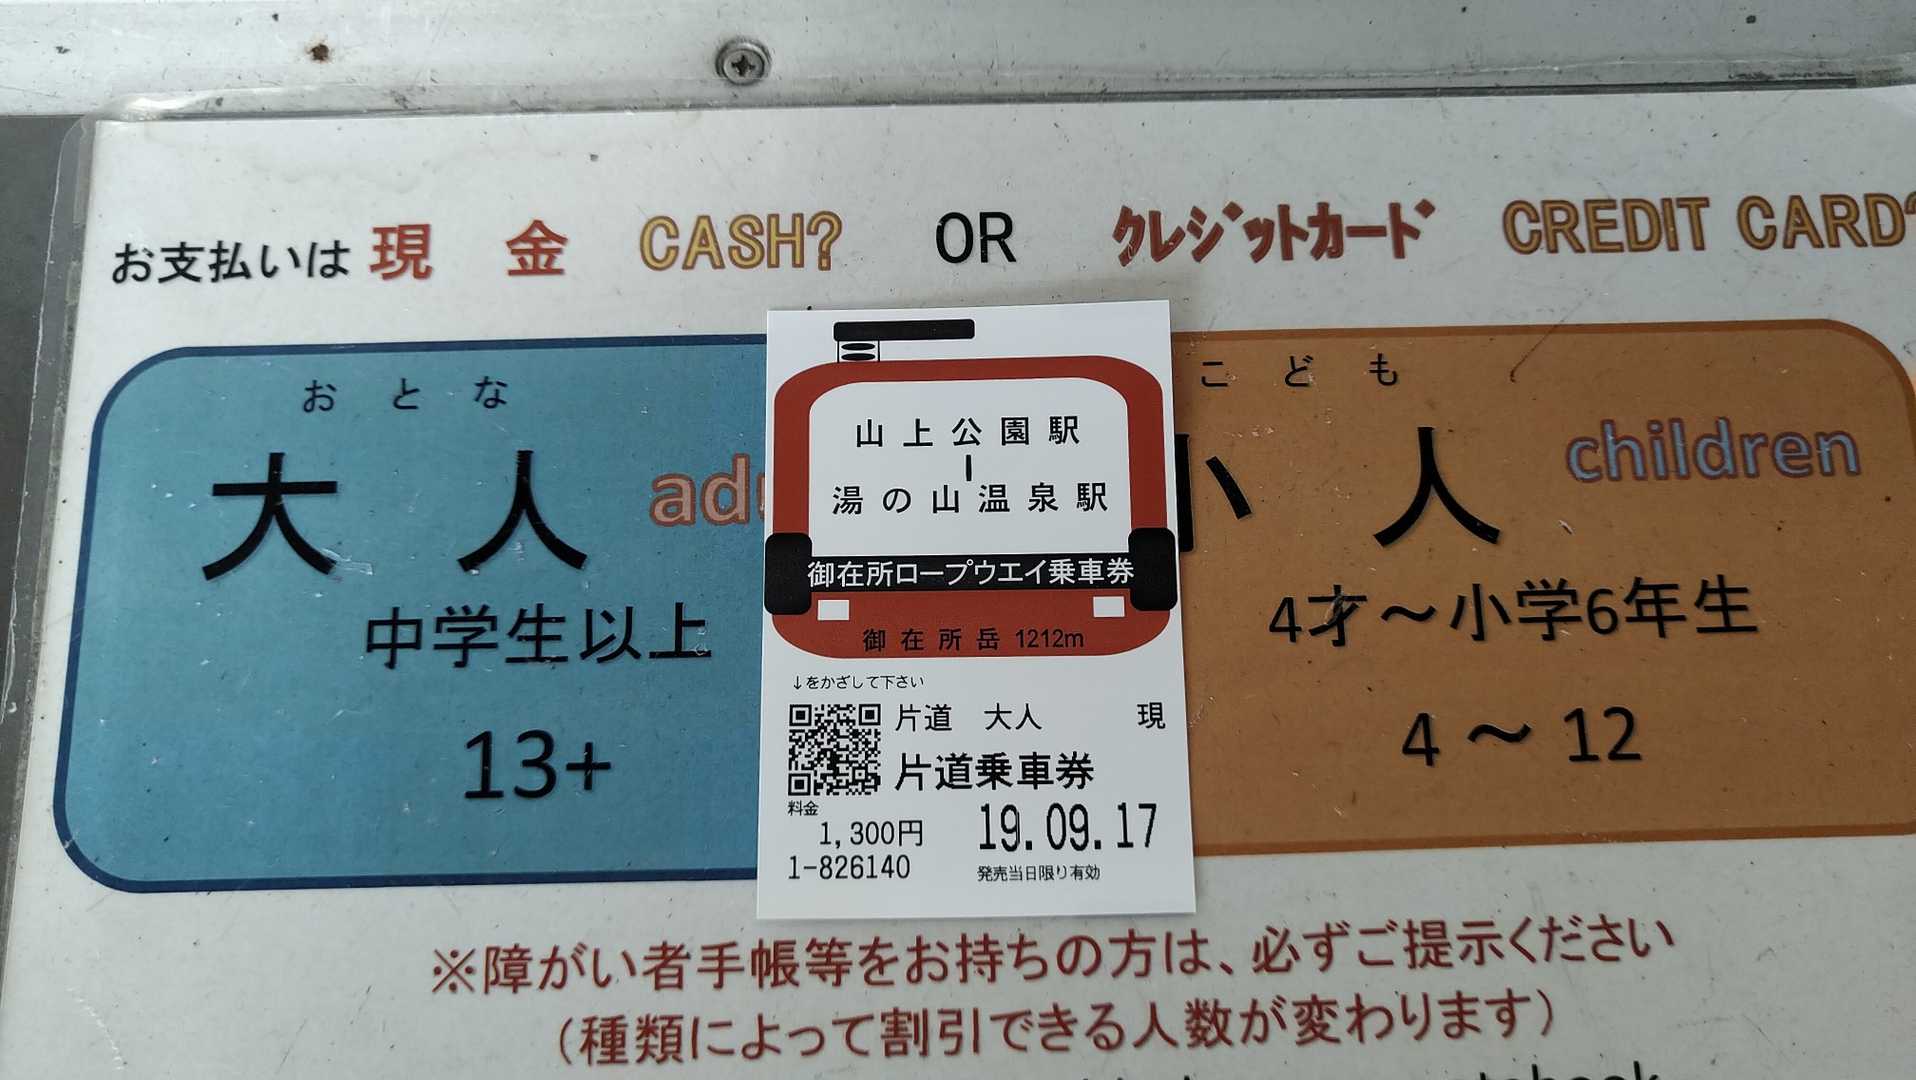 お支払いは 現 金 CASH? OR クレジットカード CREDIT CARD?
おとな
大人
中学生以上
13+
山上公園駅
|
湯の山温泉駅
御在所ロープウエイ乗車券
御在所岳 1212m
↓をかざして下さい
片道 大人 現
片道乗車券
料金
1,300円 19.09.17
1-826140 発売当日限り有効
こども
小人 children
4才～小学6年生
4 ～ 12
※障がい者手帳等をお持ちの方は、必ずご提示ください
（種類によって割引できる人数が変わります）